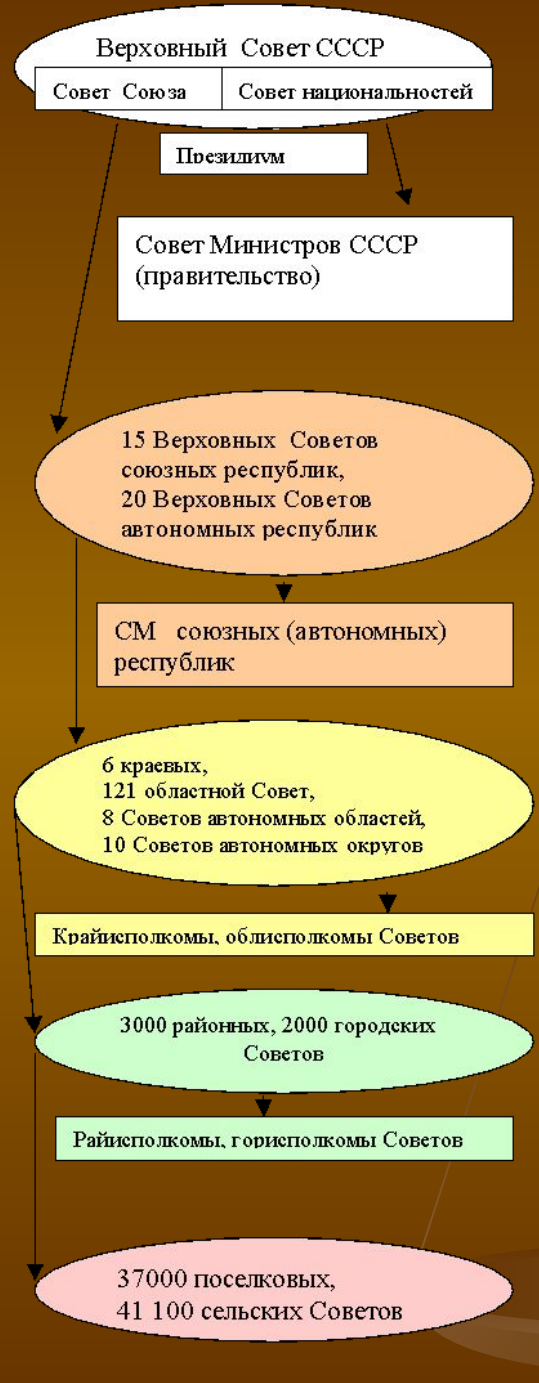 Верховный Совет СССР
Совет Союза
Совет национальностей
Президиум
Совет Министров СССР
(правительство)
15 Верховных Советов
союзных республик,
20 Верховных Советов
автономных республик
СМ союзных (автономных)
республик
6 краевых,
121 областной Совет,
8 Советов автономных областей,
10 Советов автономных округов
Крайисполкомы, облисполкомы Советов
3000 районных, 2000 городских
Советов
Райисполкомы, горисполкомы Советов
37000 поселковых,
41 100 сельских Советов